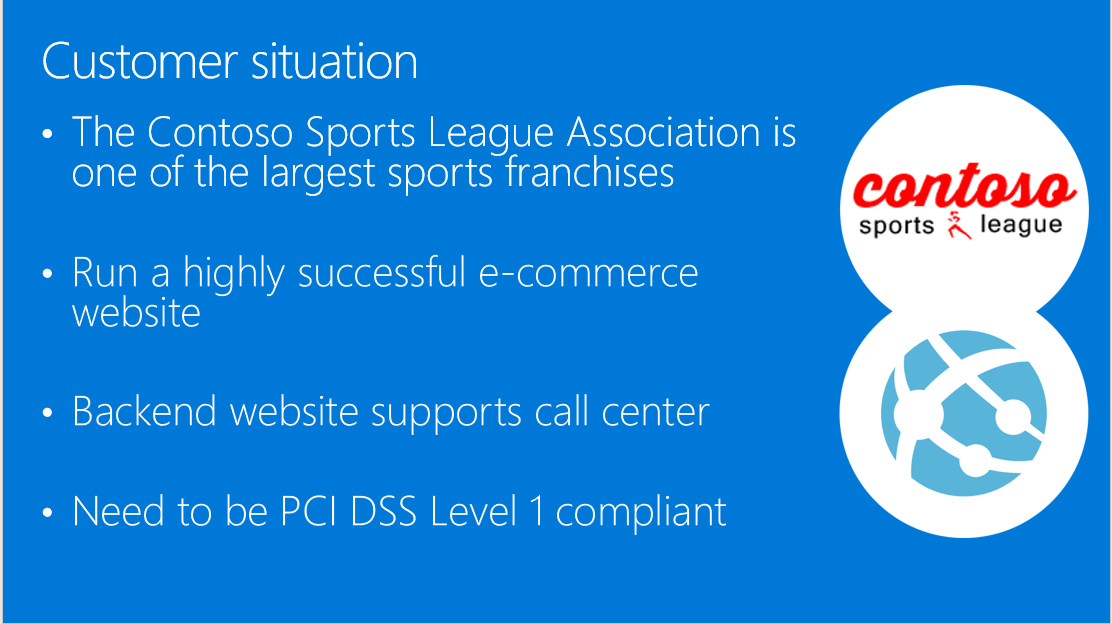 Customer situation
• The Contoso Sports League Association is
one of the largest sports franchises
• Run a highly successful e-commerce
website
• Backend website supports call center
• Need to be PCI DSS Level 1 compliant
contoso
sports league